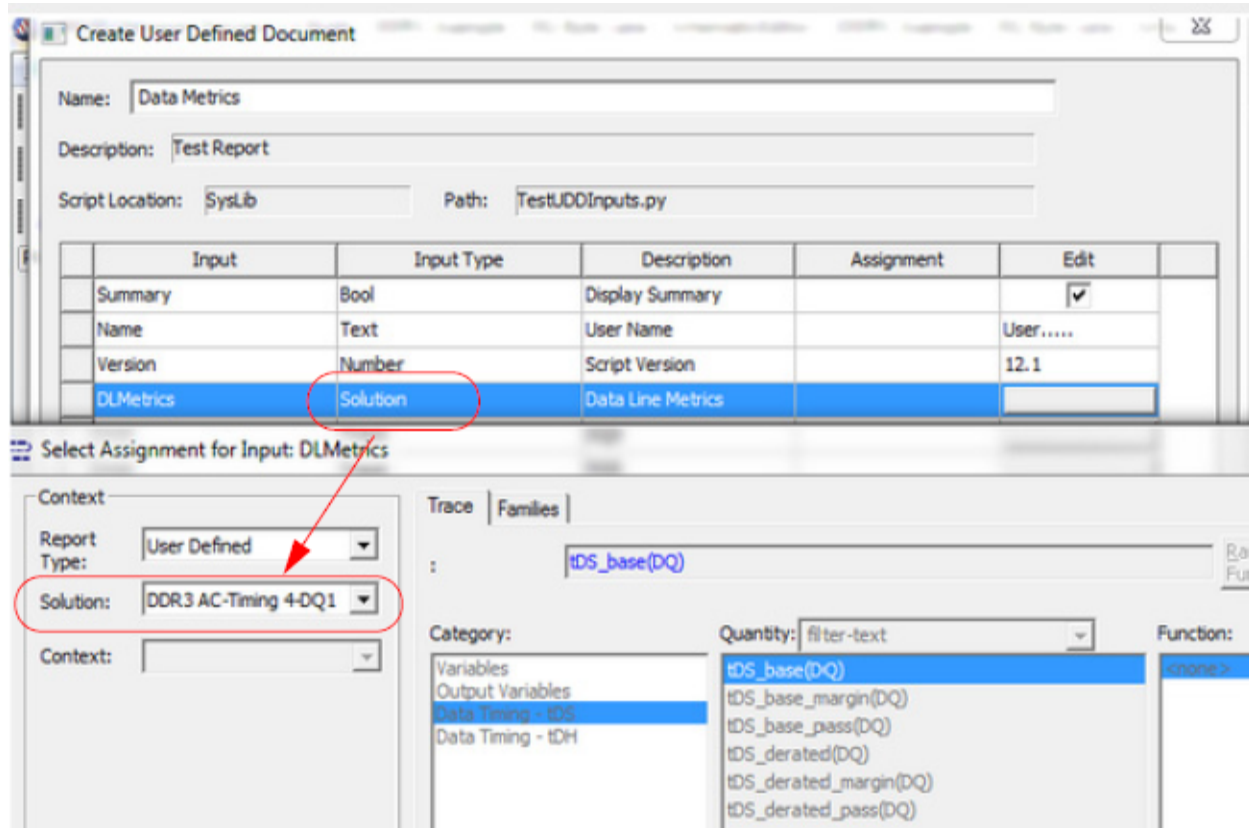 Create User Defined Document
Name: Data Metrics
Description: Test Report
Script Location: SysLib Path: TestUDDInputs.py
Input Input Type Description Assignment Edit
Summary Bool Display Summary
Name Text User Name User.....
Version Number Script Version 12.1
DLMetrics Solution Data Line Metrics
Select Assignment for Input: DLMetrics
Context
Trace Families
Report Type: User Defined
: tDS_base(DQ)
Solution: DDR3 AC-Timing 4-DQ1
Category: Quantity: filter-text Function:
Context:
Variables tDS_base(DQ) <none>
Output Variables tDS_base_margin(DQ)
Data Timing - tDS tDS_base_pass(DQ)
Data Timing - tDH tDS_derated(DQ)
tDS_derated_margin(DQ)
tDS_derated_pass(DQ)